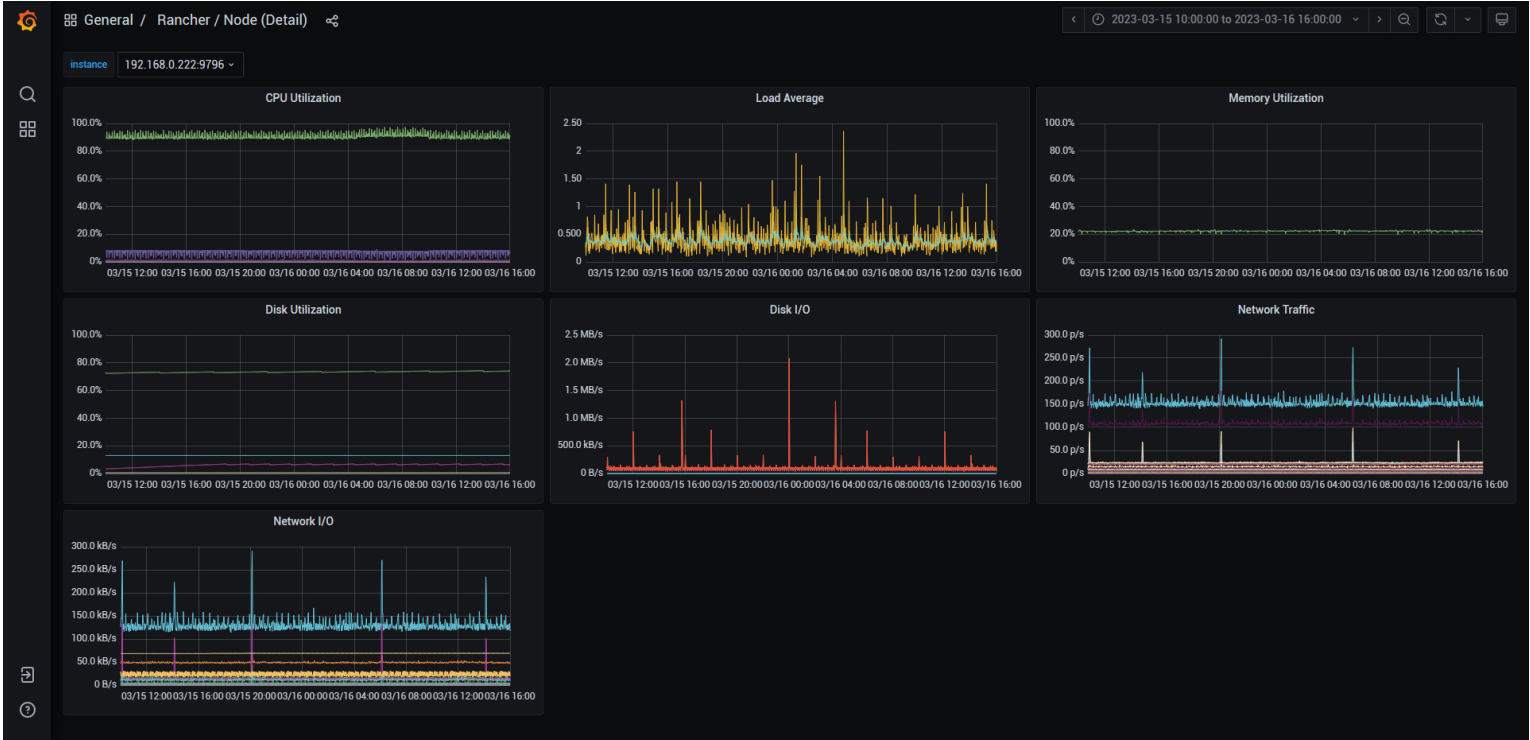 General / Rancher / Node (Detail)
2023-03-15 10:00:00 to 2023-03-16 16:00:00
instance 192.168.0.222:9796
CPU Utilization
100.0%
80.0%
60.0%
40.0%
20.0%
0%
03/15 12:00 03/15 16:00 03/15 20:00 03/16 00:00 03/16 04:00 03/16 08:00 03/16 12:00 03/16 16:00
Load Average
2.50
2
1.50
1
0.500
0
03/15 12:00 03/15 16:00 03/15 20:00 03/16 00:00 03/16 04:00 03/16 08:00 03/16 12:00 03/16 16:00
Memory Utilization
100.0%
80.0%
60.0%
40.0%
20.0%
0%
03/15 12:00 03/15 16:00 03/15 20:00 03/16 00:00 03/16 04:00 03/16 08:00 03/16 12:00 03/16 16:00
Disk Utilization
100.0%
80.0%
60.0%
40.0%
20.0%
0%
03/15 12:00 03/15 16:00 03/15 20:00 03/16 00:00 03/16 04:00 03/16 08:00 03/16 12:00 03/16 16:00
Disk I/O
2.5 MB/s
2.0 MB/s
1.5 MB/s
1.0 MB/s
500.0 kB/s
0 B/s
03/15 12:00 03/15 16:00 03/15 20:00 03/16 00:00 03/16 04:00 03/16 08:00 03/16 12:00 03/16 16:00
Network Traffic
300.0 p/s
250.0 p/s
200.0 p/s
150.0 p/s
100.0 p/s
50.0 p/s
0 p/s
03/15 12:00 03/15 16:00 03/15 20:00 03/16 00:00 03/16 04:00 03/16 08:00 03/16 12:00 03/16 16:00
Network I/O
300.0 kB/s
250.0 kB/s
200.0 kB/s
150.0 kB/s
100.0 kB/s
50.0 kB/s
0 B/s
03/15 12:00 03/15 16:00 03/15 20:00 03/16 00:00 03/16 04:00 03/16 08:00 03/16 12:00 03/16 16:00